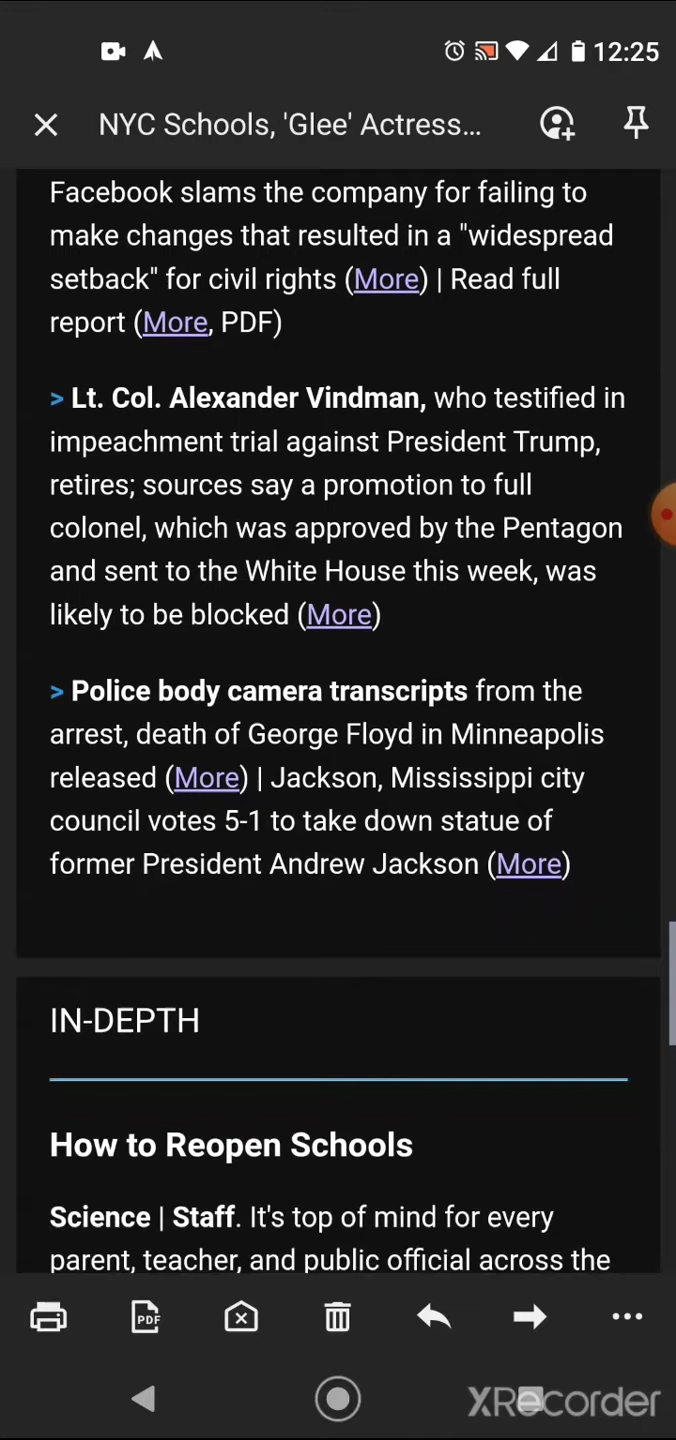 12:25
NYC Schools, 'Glee' Actress...
Facebook slams the company for failing to
make changes that resulted in a "widespread
setback" for civil rights (More) | Read full
report (More, PDF)
> Lt. Col. Alexander Vindman, who testified in
impeachment trial against President Trump,
retires; sources say a promotion to full
colonel, which was approved by the Pentagon
and sent to the White House this week, was
likely to be blocked (More)
> Police body camera transcripts from the
arrest, death of George Floyd in Minneapolis
released (More) | Jackson, Mississippi city
council votes 5-1 to take down statue of
former President Andrew Jackson (More)
IN-DEPTH
How to Reopen Schools
Science | Staff. It's top of mind for every
parent, teacher, and public official across the
PDF
XRecorder